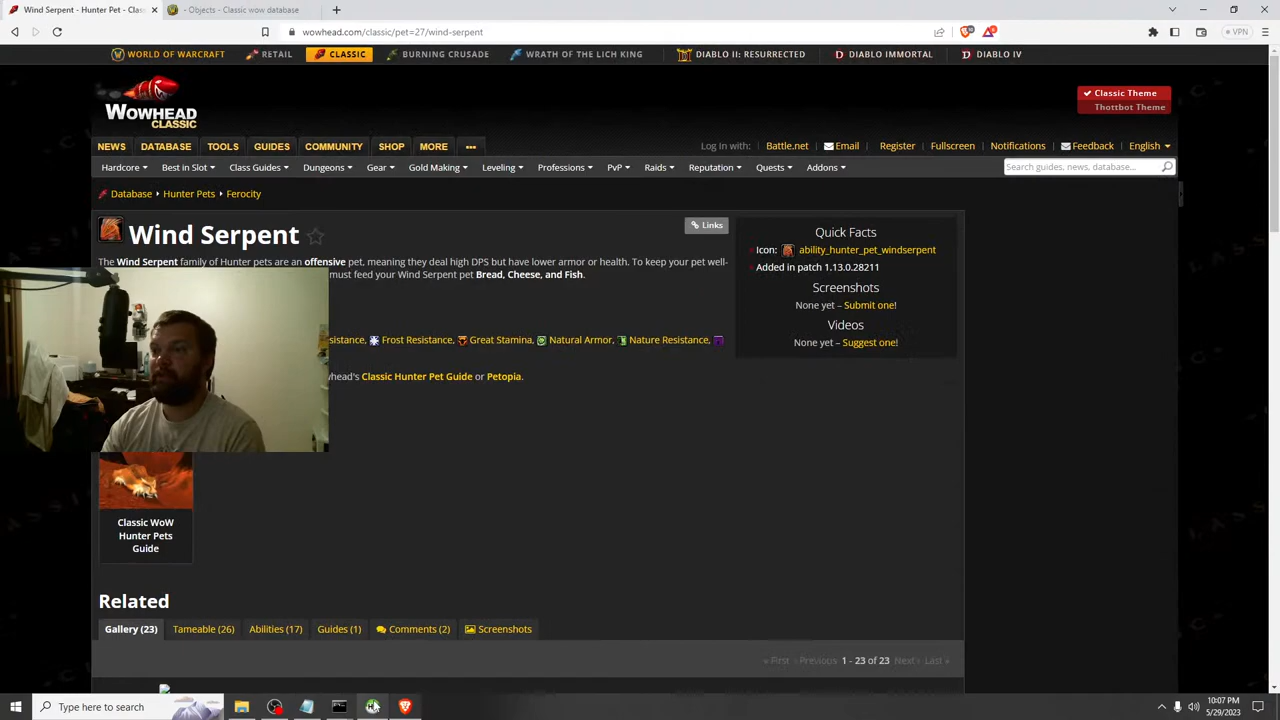 Wind Serpent - Hunter Pet - Clas
- Objects - Classic wow database
wowhead.com/classic/pet=27/wind-serpent
VPN
WORLD OF WARCRAFT
RETAIL
CLASSIC
BURNING CRUSADE
WRATH OF THE LICH KING
DIABLO II: RESURRECTED
DIABLO IMMORTAL
DIABLO IV
WOWHEAD
CLASSIC
Classic Theme
Thottbot Theme
NEWS DATABASE TOOLS GUIDES COMMUNITY SHOP MORE
Log in with: Battle.net Email Register Fullscreen Notifications Feedback English
Hardcore Best in Slot Class Guides Dungeons Gear Gold Making Leveling Professions PvP Raids Reputation Quests Addons
Search guides, news, database...
Database Hunter Pets Ferocity
Wind Serpent
Links
The Wind Serpent family of Hunter pets are an offensive pet, meaning they deal high DPS but have lower armor or health. To keep your pet well-
must feed your Wind Serpent pet Bread, Cheese, and Fish.
sistance, Frost Resistance, Great Stamina, Natural Armor, Nature Resistance,
head's Classic Hunter Pet Guide or Petopia.
Quick Facts
Icon: ability_hunter_pet_windserpent
Added in patch 1.13.0.28211
Screenshots
None yet – Submit one!
Videos
None yet – Suggest one!
Classic WoW
Hunter Pets
Guide
Related
Gallery (23) Tameable (26) Abilities (17) Guides (1) Comments (2) Screenshots
« First ‹ Previous 1 - 23 of 23 Next › Last »
Type here to search
10:07 PM
5/29/2023